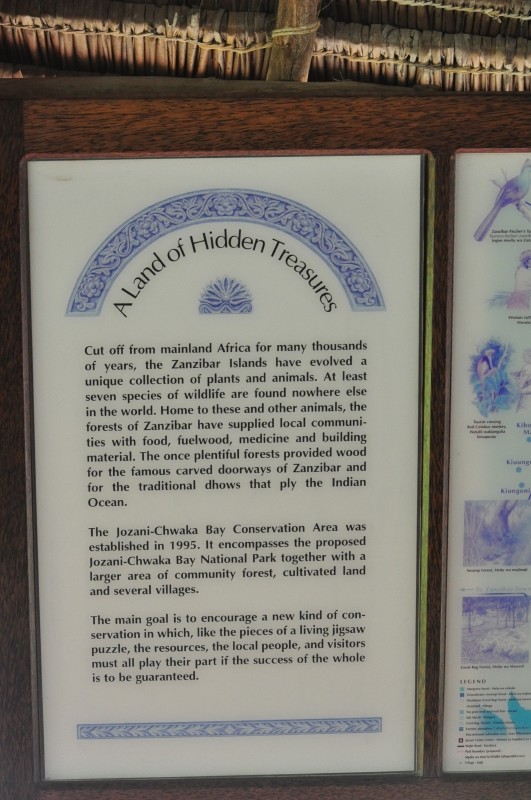 A Land of Hidden Treasures
Cut off from mainland Africa for many thousands
of years, the Zanzibar Islands have evolved a
unique collection of plants and animals. At least
seven species of wildlife are found nowhere else
in the world. Home to these and other animals, the
forests of Zanzibar have supplied local communi-
ties with food, fuelwood, medicine and building
material. The once plentiful forests provided wood
for the famous carved doorways of Zanzibar and
for the traditional dhows that ply the Indian
Ocean.
The Jozani-Chwaka Bay Conservation Area was
established in 1995. It encompasses the proposed
Jozani-Chwaka Bay National Park together with a
larger area of community forest, cultivated land
and several villages.
The main goal is to encourage a new kind of con-
servation in which, like the pieces of a living jigsaw
puzzle, the resources, the local people, and visitors
must all play their part if the success of the whole
is to be guaranteed.
LEGEND